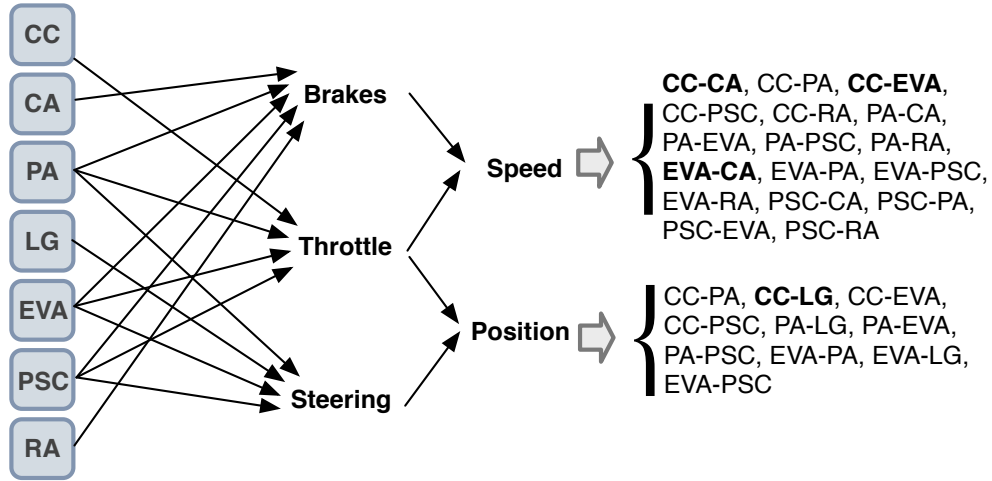 CC
CA
PA
LG
EVA
PSC
RA
Brakes
Throttle
Steering
Speed
Position
CC-CA, CC-PA, CC-EVA,
CC-PSC, CC-RA, PA-CA,
PA-EVA, PA-PSC, PA-RA,
EVA-CA, EVA-PA, EVA-PSC,
EVA-RA, PSC-CA, PSC-PA,
PSC-EVA, PSC-RA
CC-PA, CC-LG, CC-EVA,
CC-PSC, PA-LG, PA-EVA,
PA-PSC, EVA-PA, EVA-LG,
EVA-PSC